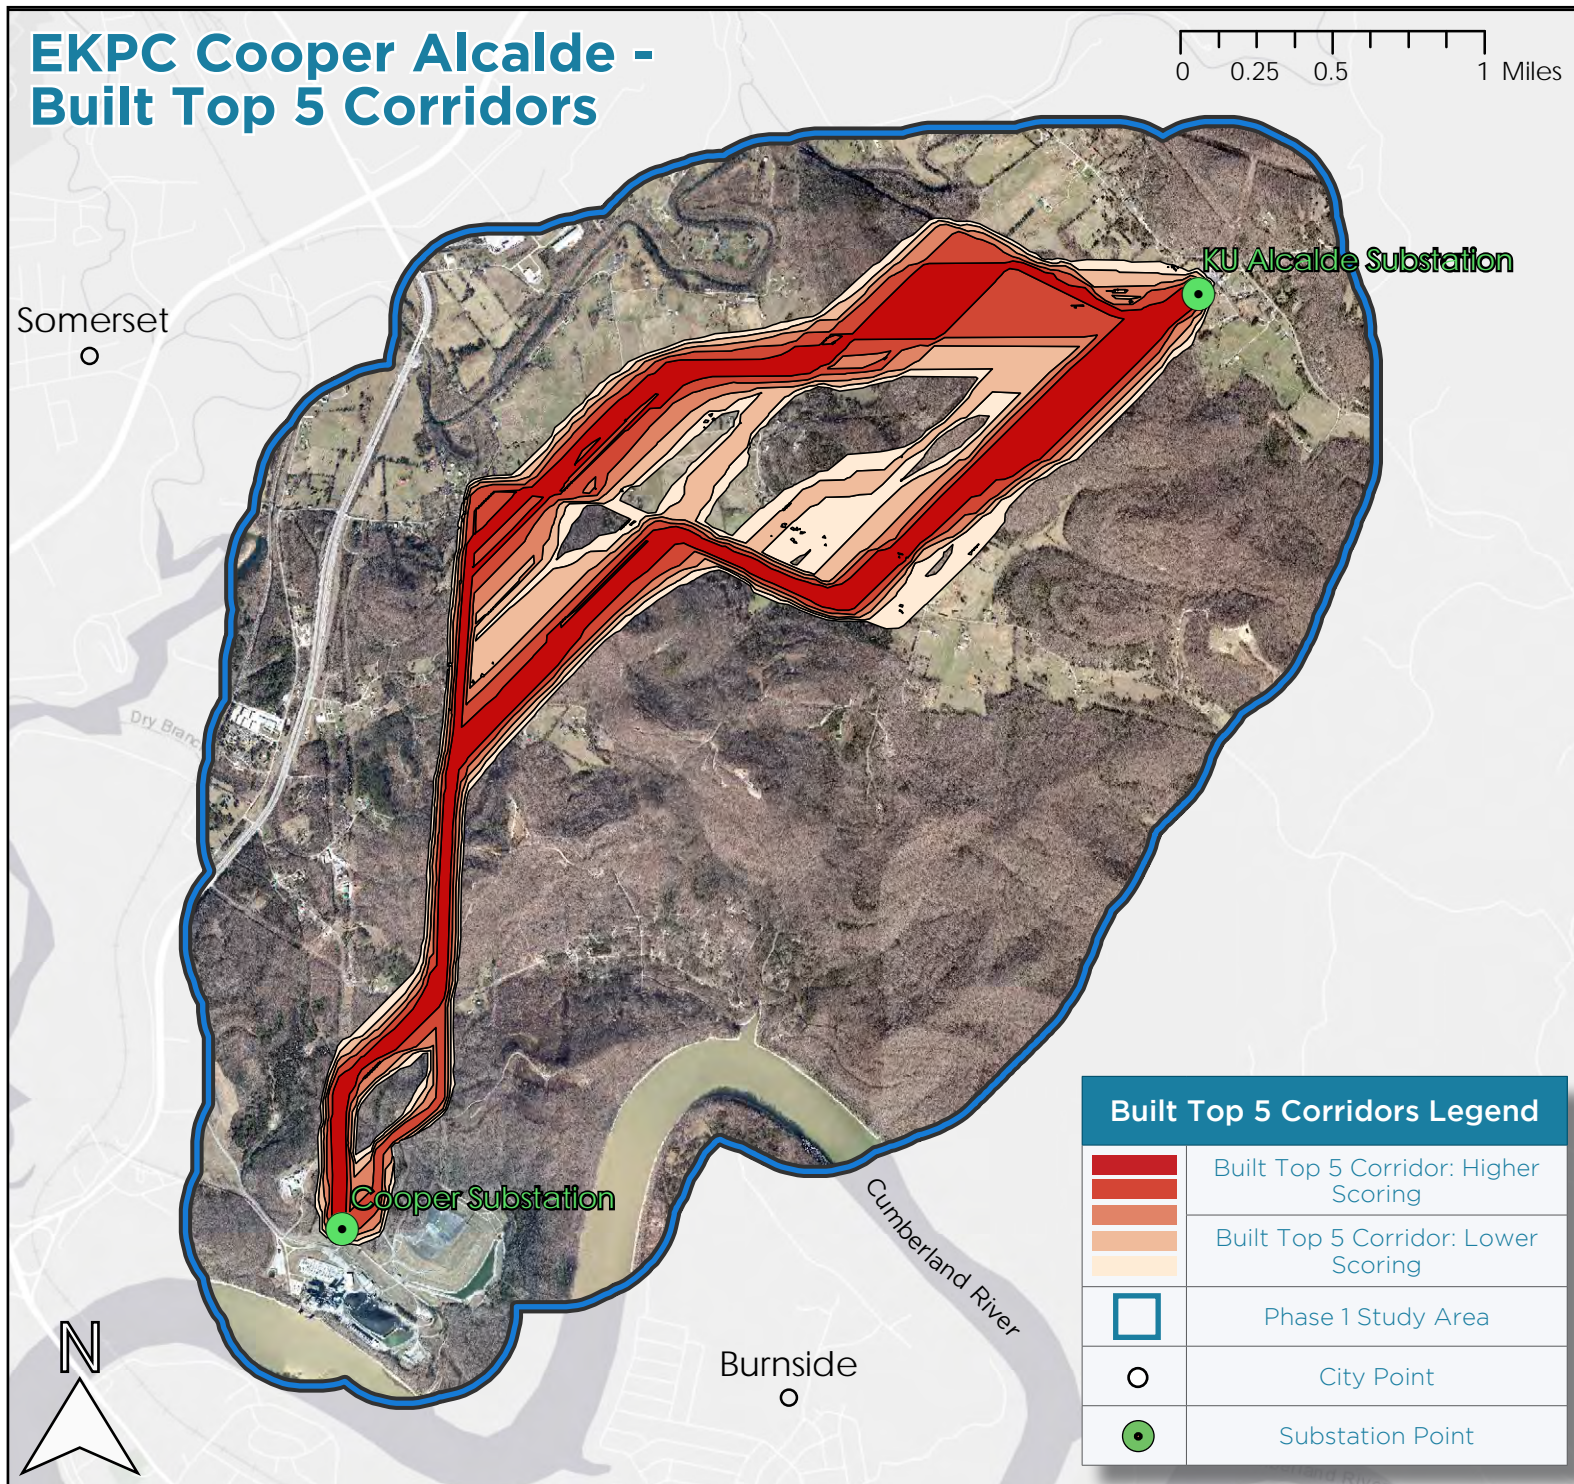 EKPC Cooper Alcalde -
Built Top 5 Corridors
0 0.25 0.5 1 Miles
KU Alcalde Substation
Somerset
Dry Branch
Cooper Substation
Cumberland River
Burnside
N
Built Top 5 Corridors Legend
Built Top 5 Corridor: Higher
Scoring
Built Top 5 Corridor: Lower
Scoring
Phase 1 Study Area
City Point
Substation Point